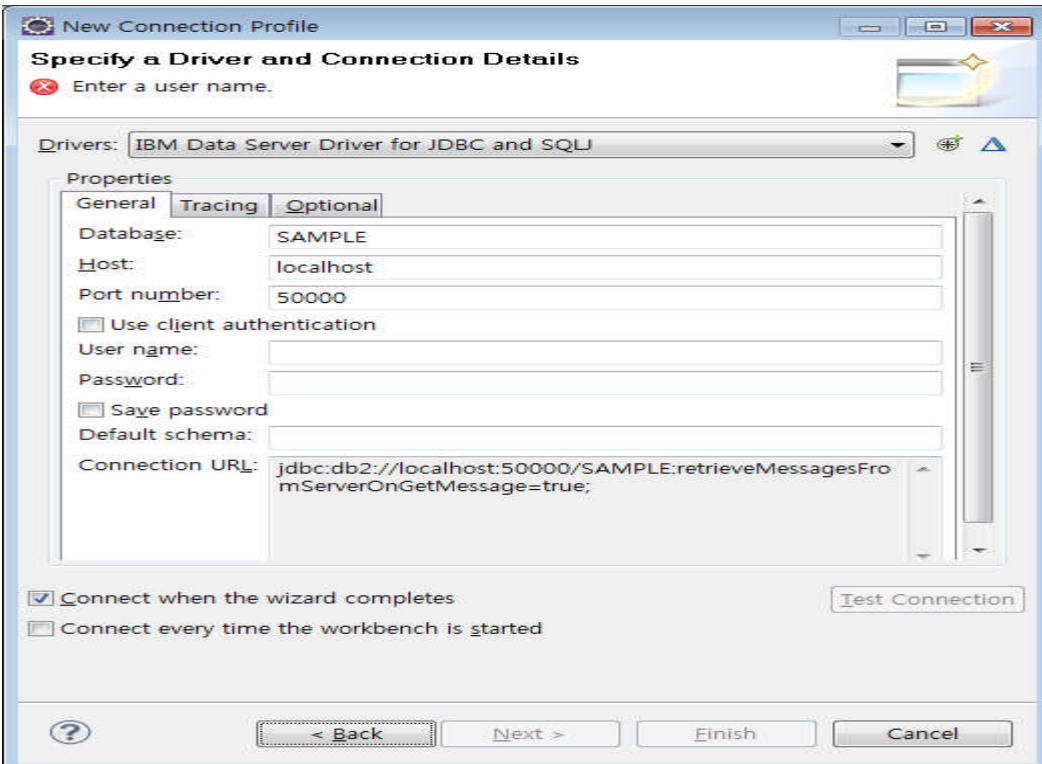 New Connection Profile
Specify a Driver and Connection Details
Enter a user name.
Drivers: IBM Data Server Driver for JDBC and SQLJ
Properties
General Tracing Optional
Database: SAMPLE
Host: localhost
Port number: 50000
Use client authentication
User name:
Password:
Save password
Default schema:
Connection URL: jdbc:db2://localhost:50000/SAMPLE:retrieveMessagesFro
mServerOnGetMessage=true;
Connect when the wizard completes
Test Connection
Connect every time the workbench is started
? < Back Next > Finish Cancel